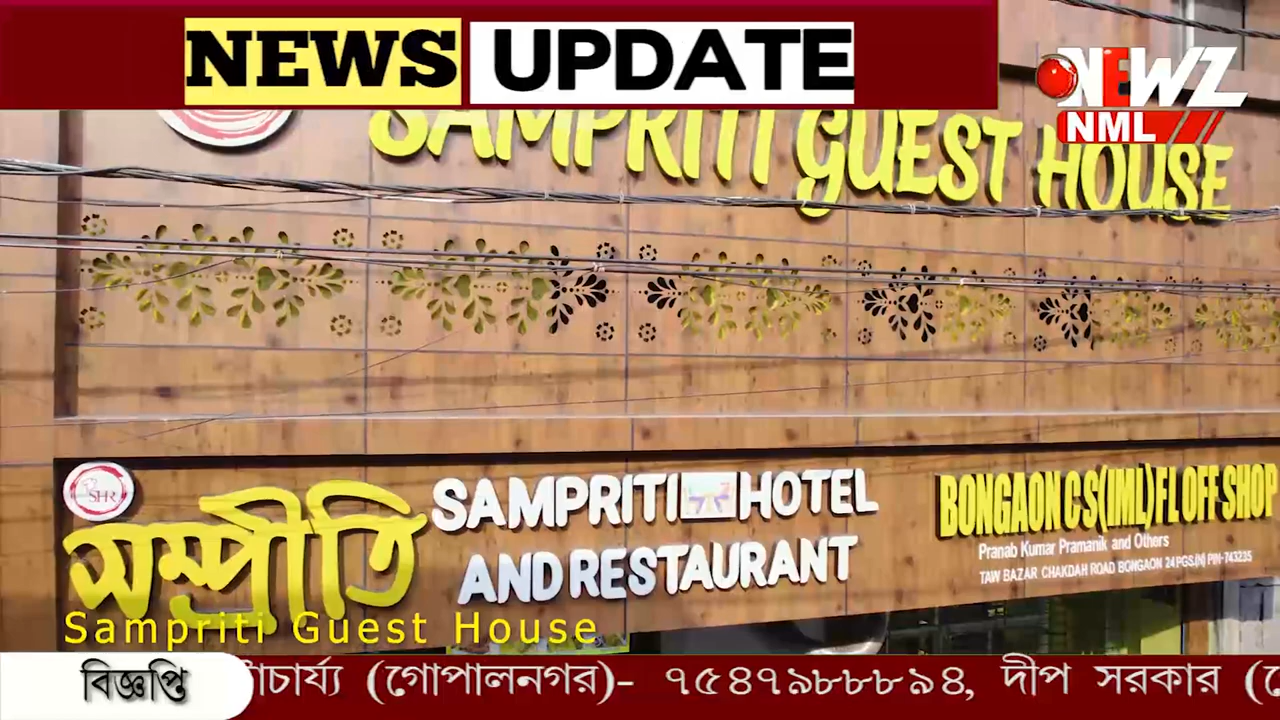 NEWS UPDATE
NEWZ
NML
SAMPRITI GUEST HOUSE
SHR
সম্প্রীতি
SAMPRITI HOTEL
AND RESTAURANT
BONGAON C S(IML) FL OFF SHOP
Pranab Kumar Pramanik and Others
TAW BAZAR CHAKDAH ROAD BONGAON 24 PGS.(N) PIN-743235
Sampriti Guest House
বিজ্ঞপ্তি
াচার্য্য (গোপালনগর)- ৭৫৪৭৯৮৮৮৯৪, দীপ সরকার (